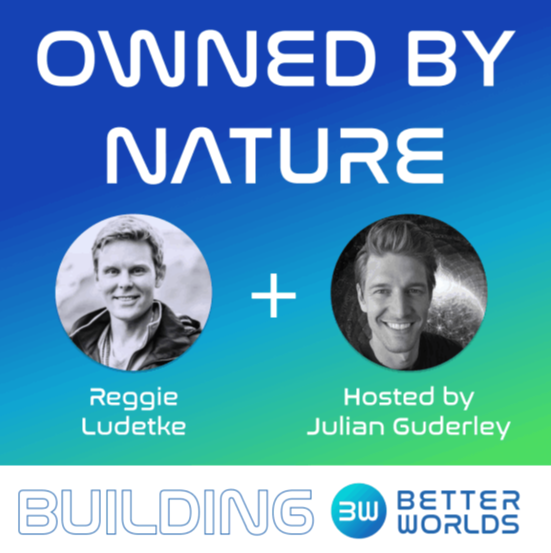 OWNED BY
NATURE
+
Reggie
Ludetke
Hosted by
Julian Guderley
BUILDING
BW
BETTER
WORLDS